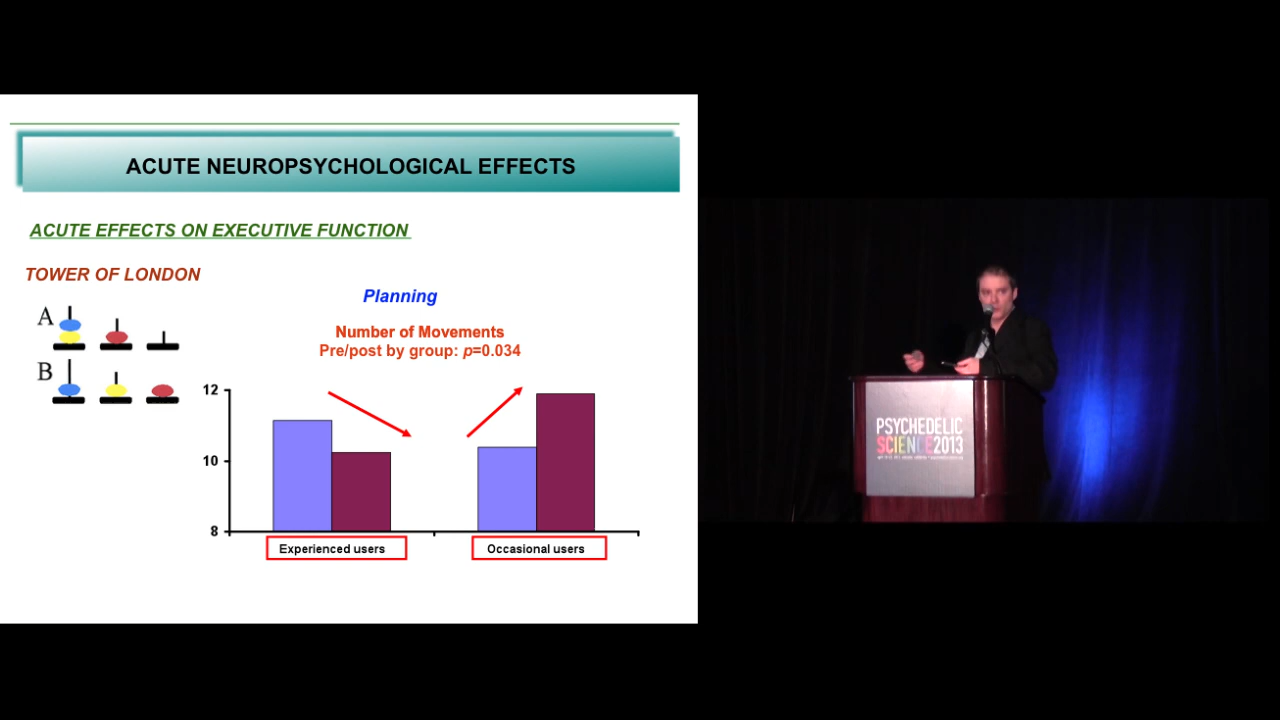 ACUTE NEUROPSYCHOLOGICAL EFFECTS
ACUTE EFFECTS ON EXECUTIVE FUNCTION
TOWER OF LONDON
A
B
Planning
Number of Movements
Pre/post by group: p=0.034
12
10
8
Experienced users
Occasional users
PSYCHEDELIC
SCIENCE2013